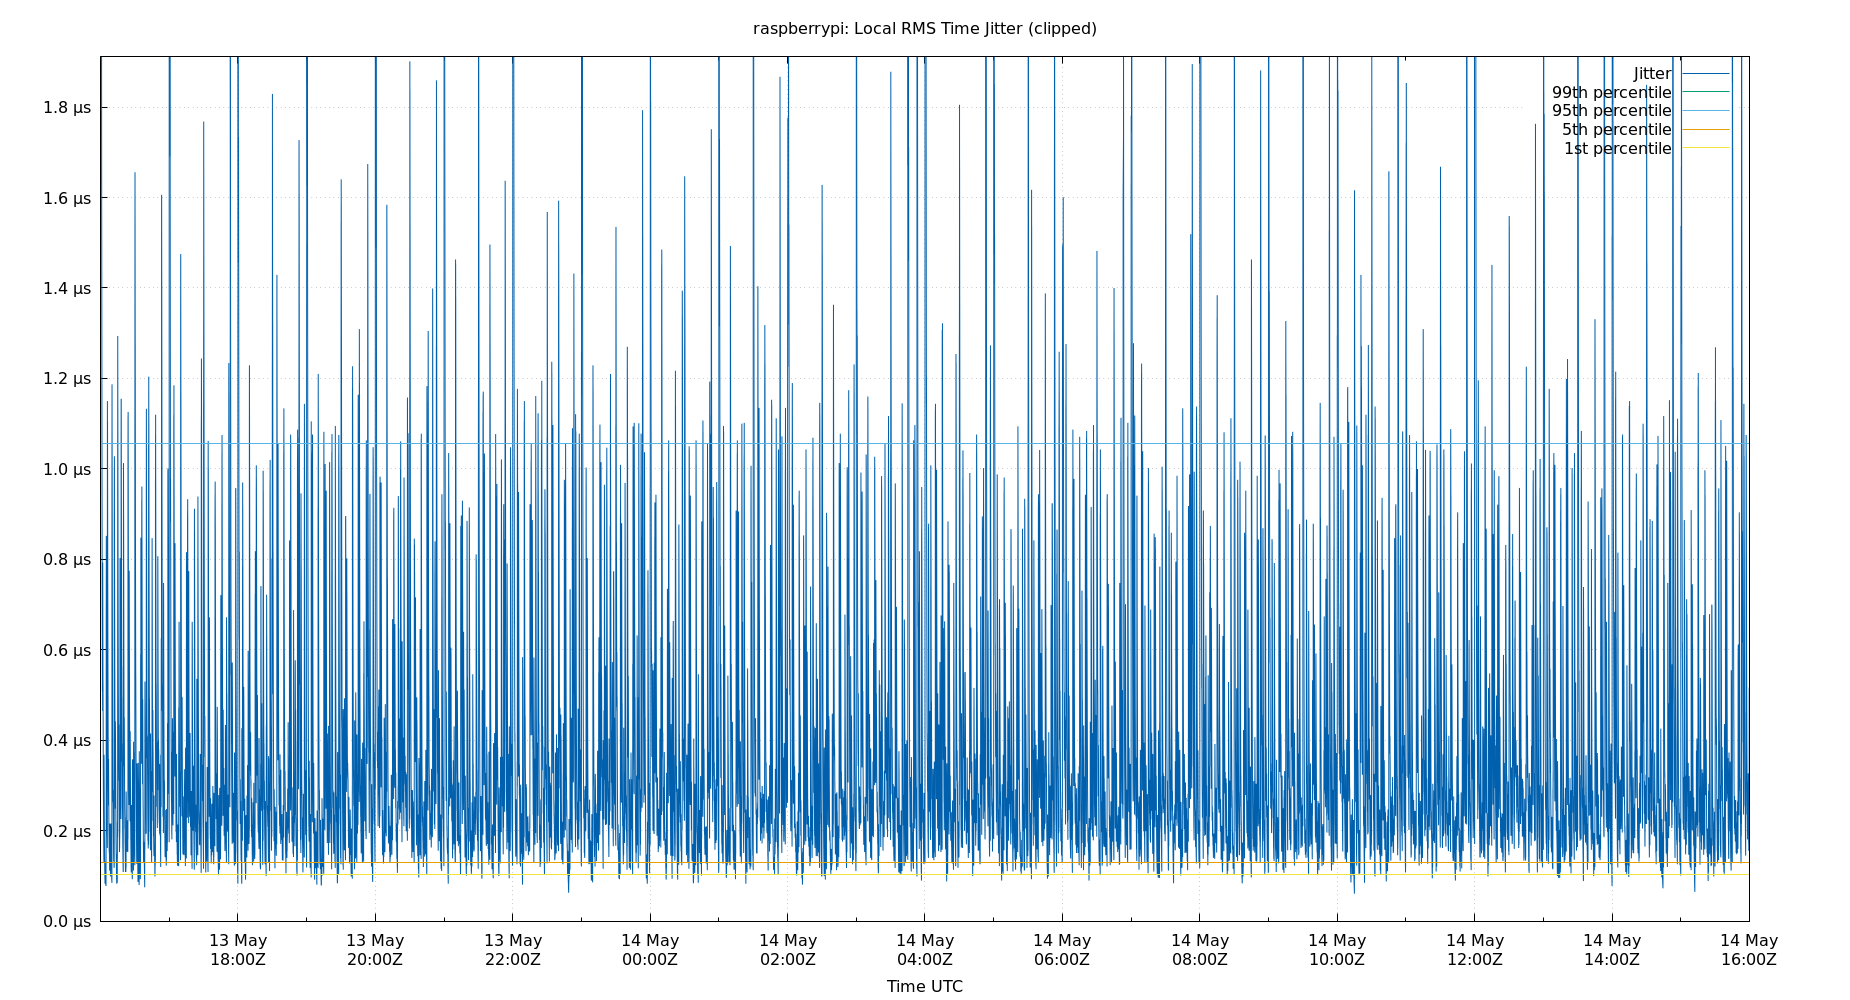 raspberrypi: Local RMS Time Jitter (clipped)
Jitter
99th percentile
95th percentile
5th percentile
1st percentile
1.8 µs
1.6 µs
1.4 µs
1.2 µs
1.0 µs
0.8 µs
0.6 µs
0.4 µs
0.2 µs
0.0 µs
13 May 13 May 13 May 14 May 14 May 14 May 14 May 14 May 14 May 14 May 14 May 14 May
18:00Z 20:00Z 22:00Z 00:00Z 02:00Z 04:00Z 06:00Z 08:00Z 10:00Z 12:00Z 14:00Z 16:00Z
Time UTC